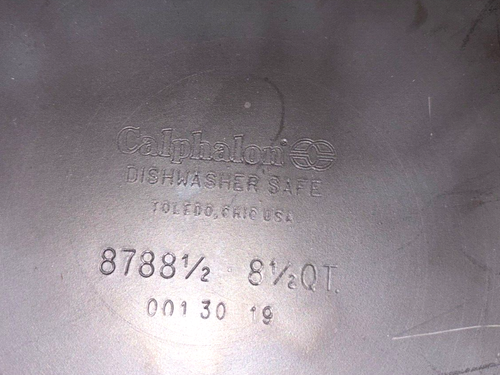 Calphalon
DISHWASHER SAFE
TOLEDO, OHIO USA
8788½ 8½QT.
00130 19